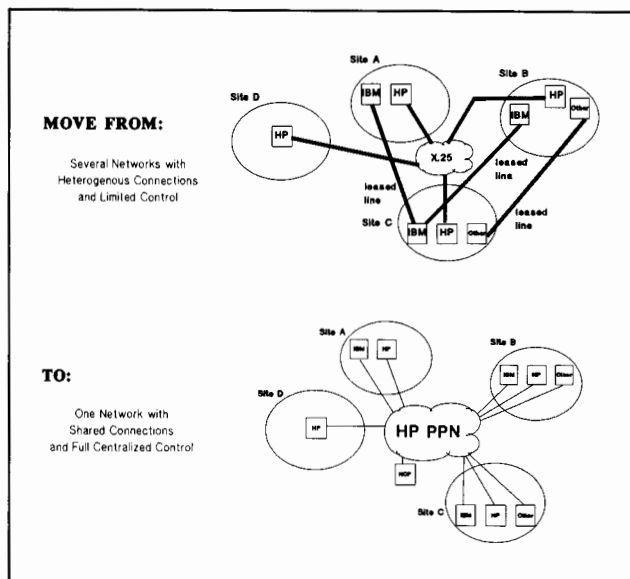 Site A
Site B
Site D
IBM
HP
HP
Other
IBM
HP
MOVE FROM:
X.25
Several Networks with
Heterogenous Connections
and Limited Control
leased
line
leased
line
leased
line
Site C
IBM
HP
Other
Site A
IBM
HP
Site B
IBM
HP
Other
TO:
Site D
HP
HP PPN
One Network with
Shared Connections
and Full Centralized Control
Site C
IBM
HP
Other